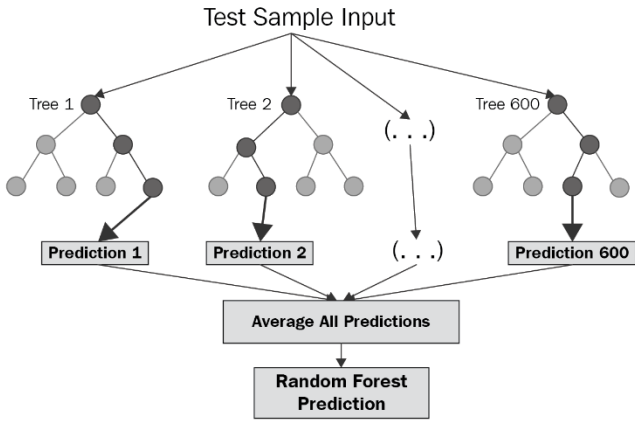 Test Sample Input
Tree 1
Tree 2
Tree 600
(. . .)
Prediction 1
Prediction 2
(. . .)
Prediction 600
Average All Predictions
Random Forest
Prediction